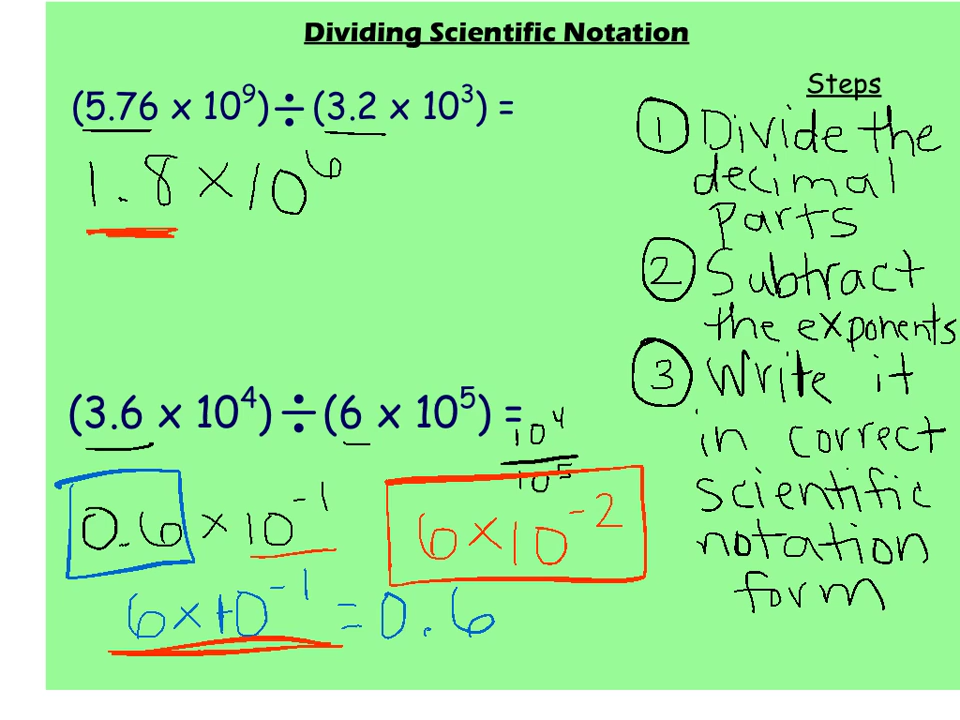 Dividing Scientific Notation
(5.76 x 10⁹) ÷ (3.2 x 10³) =
1.8 × 10⁶
(3.6 x 10⁴) ÷ (6 x 10⁵) =
10⁴
10⁵
0.6 × 10⁻¹
6 × 10⁻²
6 × 10⁻¹ = 0.6
Steps
① Divide the
decimal
parts
② Subtract
the exponents
③ Write it
in correct
scientific
notation
form